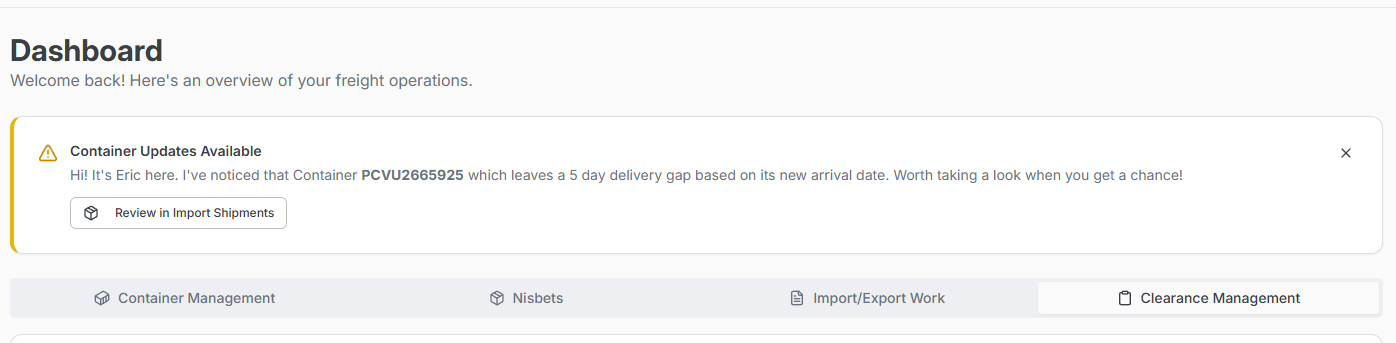 Dashboard
Welcome back! Here's an overview of your freight operations.
Container Updates Available
Hi! It's Eric here. I've noticed that Container PCVU2665925 which leaves a 5 day delivery gap based on its new arrival date. Worth taking a look when you get a chance!
Review in Import Shipments
Container Management
Nisbets
Import/Export Work
Clearance Management